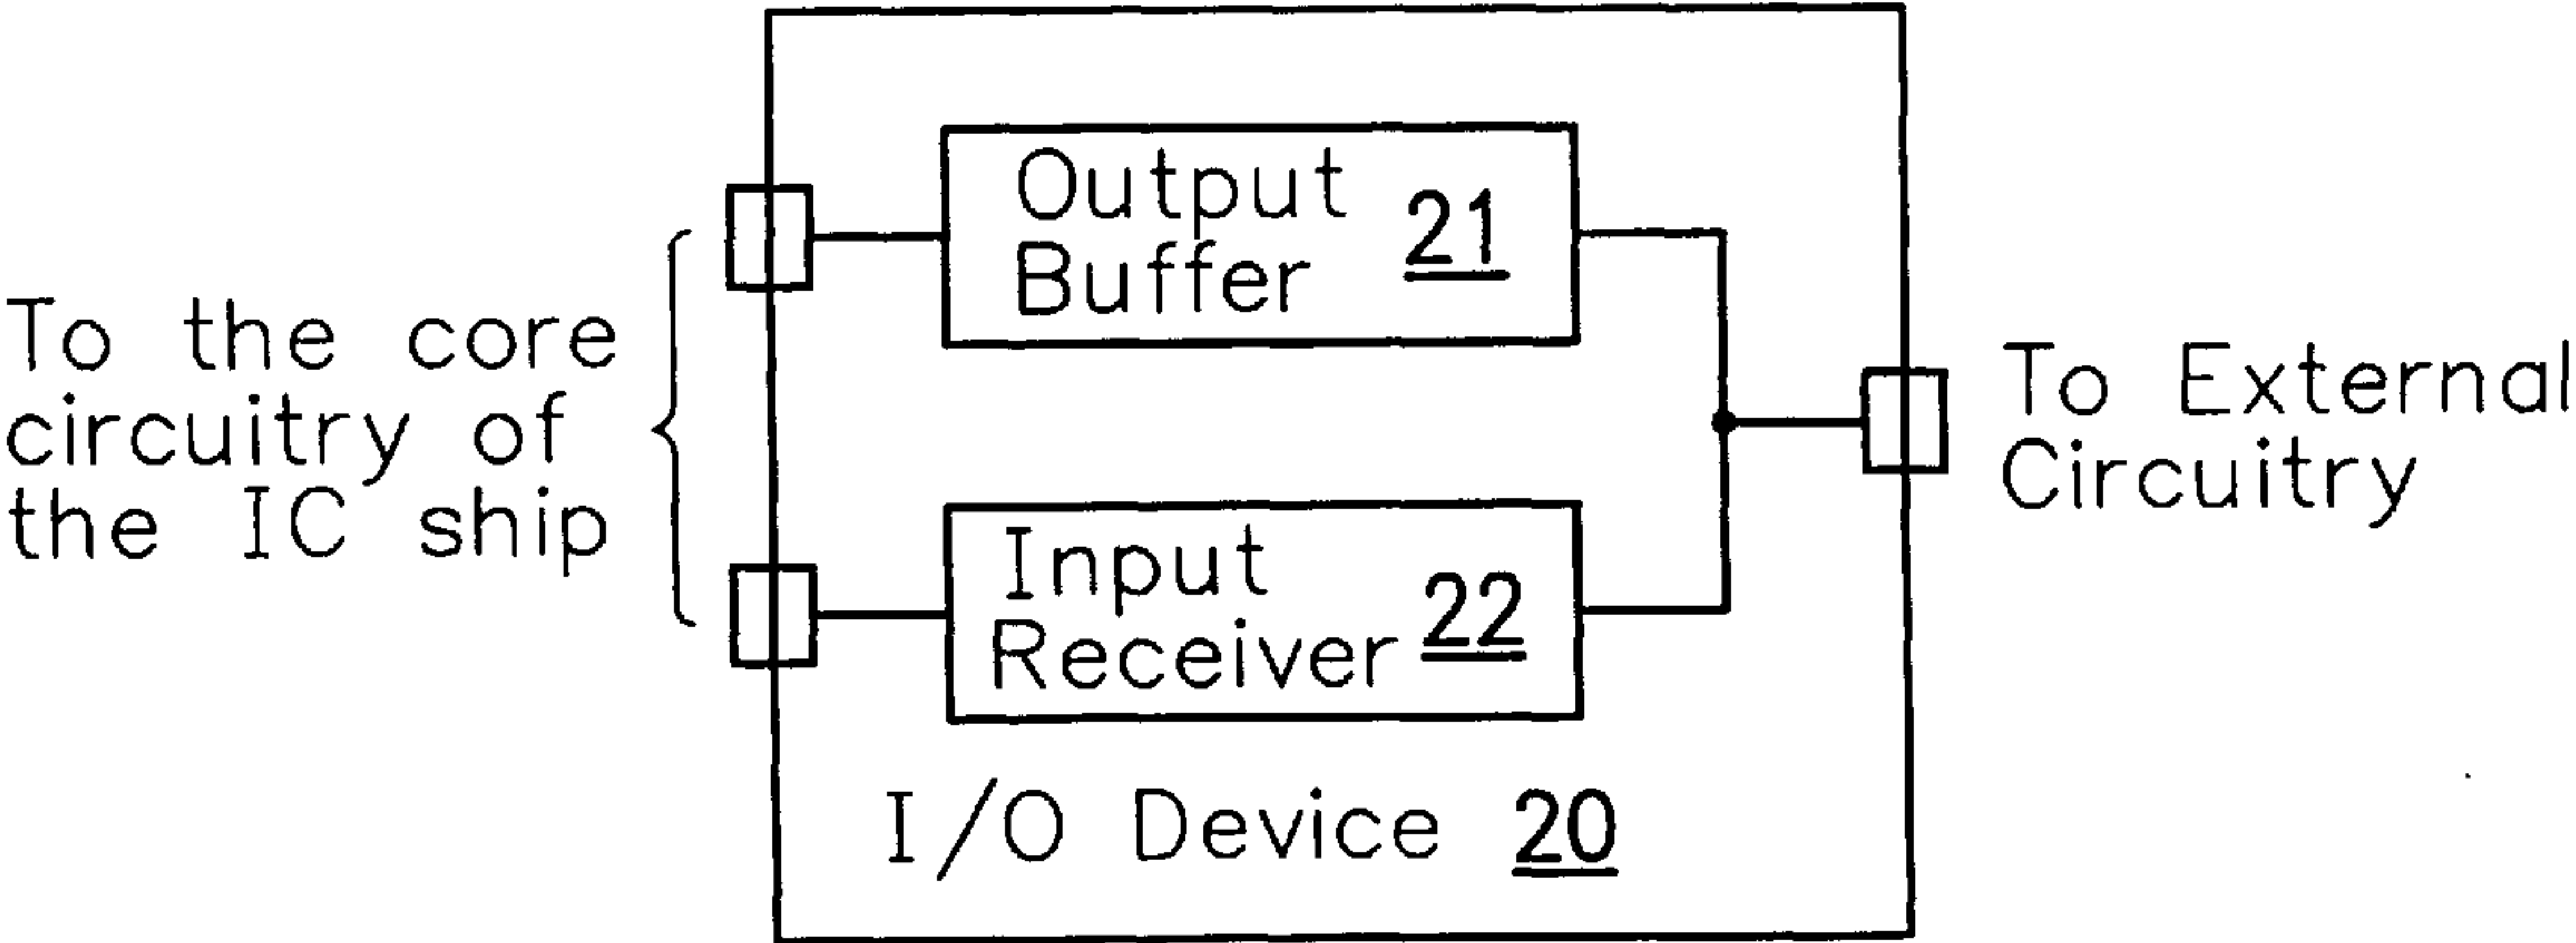 To the core
circuitry of
the IC ship
Output
Buffer 21
Input
Receiver 22
I/O Device 20
To External
Circuitry